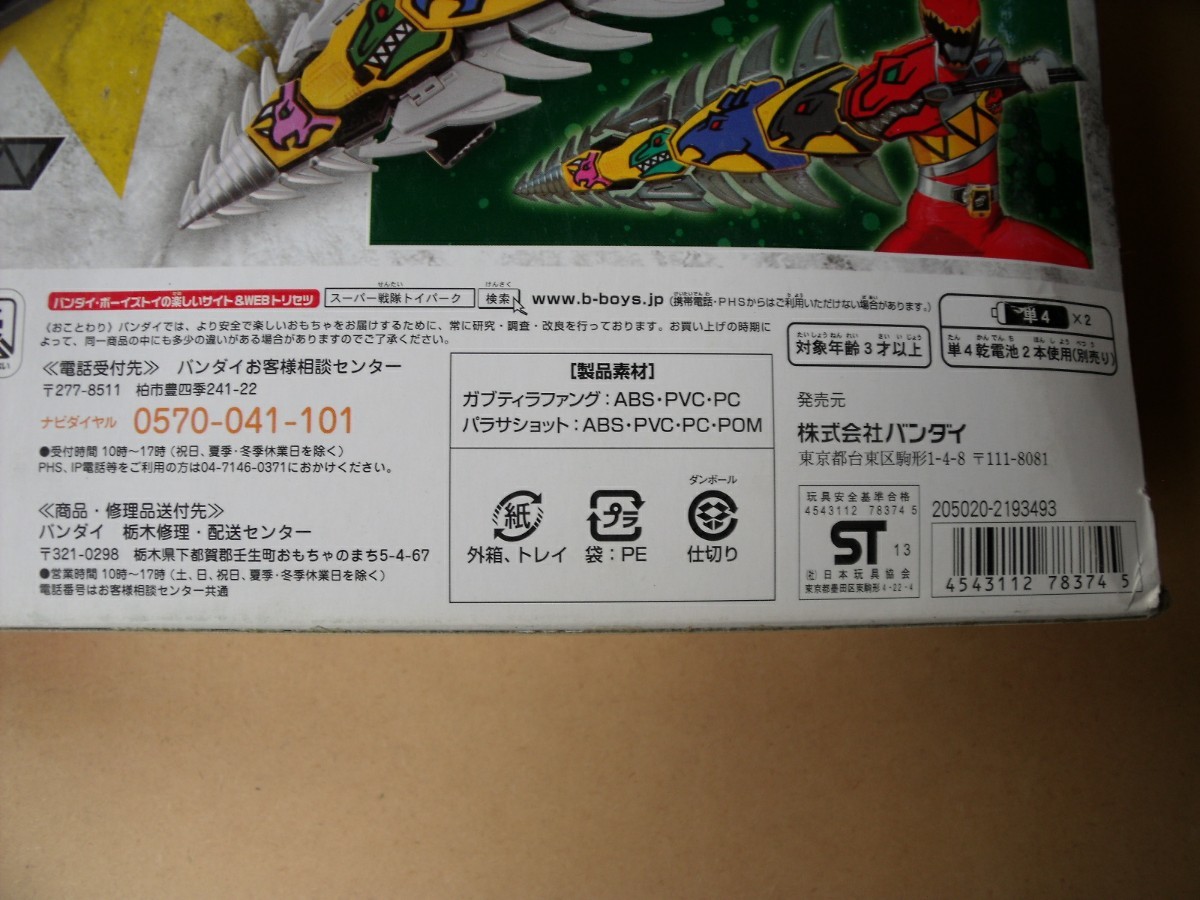 バンダイ・ボーイズトイの楽しいサイト&WEBトリセツ スーパー戦隊トイパーク 検索 www.b-boys.jp (携帯電話・PHSからはご利用いただけない場合があります。)
《おことわり》バンダイでは、より安全で楽しいおもちゃをお届けするために、常に研究・調査・改良を行っております。お買い上げの時期に
よって、同一商品の中にも多少の違いがある場合がありますのでご了承ください。
≪電話受付先≫ バンダイお客様相談センター
〒277-8511 柏市豊四季241-22
ナビダイヤル 0570-041-101
●受付時間 10時〜17時(祝日、夏季・冬季休業日を除く)
PHS、IP電話等をご利用の方は04-7146-0371におかけください。
≪商品・修理品送付先≫
バンダイ 栃木修理・配送センター
〒321-0298 栃木県下都賀郡壬生町おもちゃのまち5-4-67
●営業時間 10時〜17時(土、日、祝日、夏季・冬季休業日を除く)
電話番号はお客様相談センター共通
【製品素材】
ガブティラファング:ABS・PVC・PC
パラサショット:ABS・PVC・PC・POM
紙
外箱、トレイ
プラ
袋:PE
ダンボール
仕切り
対象年齢3才以上
単4 ×2
単4乾電池2本使用(別売り)
発売元
株式会社バンダイ
東京都台東区駒形1-4-8 〒111-8081
玩具安全基準合格
4543112 78374 5
ST 13
社 日本玩具協会
東京都墨田区東駒形4-22-4
205020-2193493
4543112 78374 5